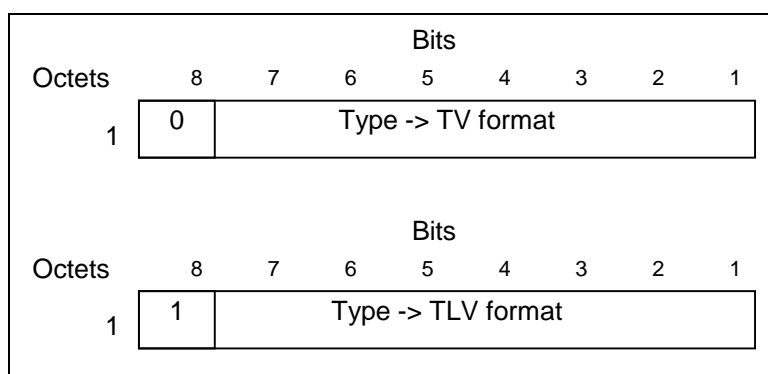 Bits
Octets 8 7 6 5 4 3 2 1
1 0 Type -> TV format
Bits
Octets 8 7 6 5 4 3 2 1
1 1 Type -> TLV format